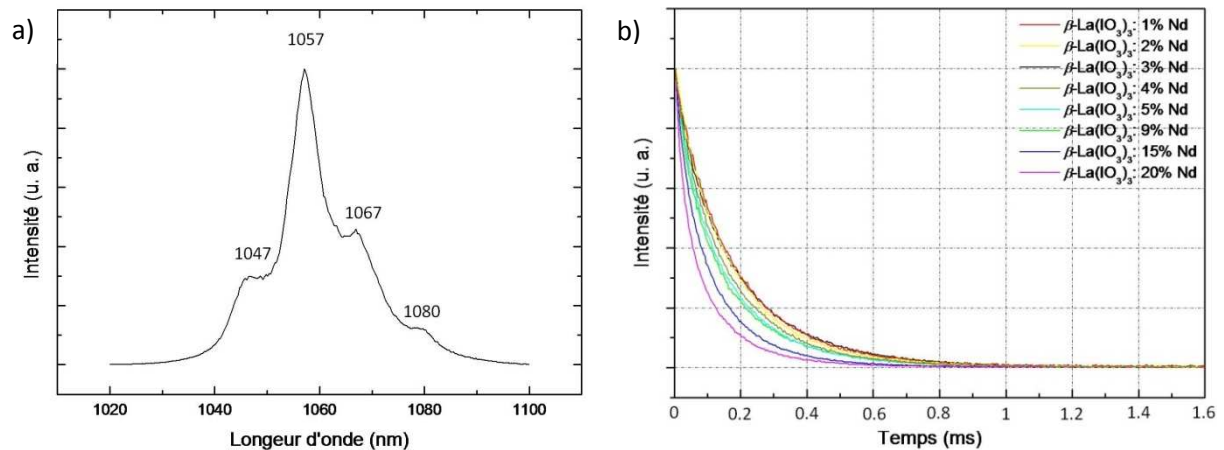 a)
1057
1067
1047
1080
Intensité (u. a.)
1020 1040 1060 1080 1100
Longeur d'onde (nm)
b)
β-La(IO₃)₃: 1% Nd
β-La(IO₃)₃: 2% Nd
β-La(IO₃)₃: 3% Nd
β-La(IO₃)₃: 4% Nd
β-La(IO₃)₃: 5% Nd
β-La(IO₃)₃: 9% Nd
β-La(IO₃)₃: 15% Nd
β-La(IO₃)₃: 20% Nd
Intensité (u. a.)
0 0.2 0.4 0.6 0.8 1 1.2 1.4 1.6
Temps (ms)